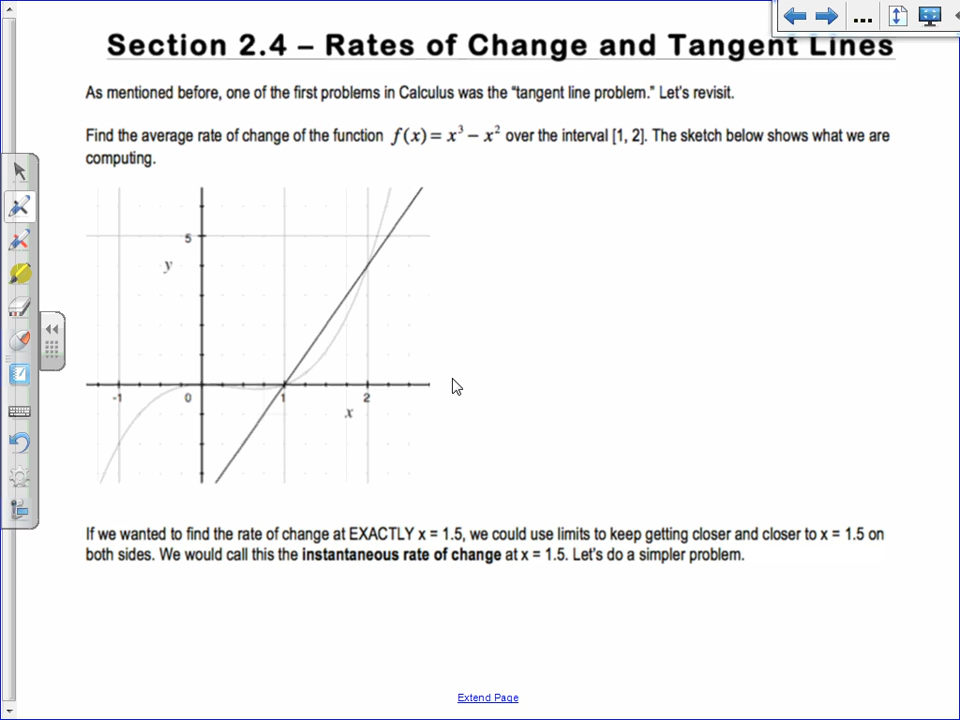 Section 2.4 – Rates of Change and Tangent Lines
As mentioned before, one of the first problems in Calculus was the “tangent line problem.” Let’s revisit.
Find the average rate of change of the function f(x) = x³ − x² over the interval [1, 2]. The sketch below shows what we are
computing.
5
y
-1
0
1
2
x
If we wanted to find the rate of change at EXACTLY x = 1.5, we could use limits to keep getting closer and closer to x = 1.5 on
both sides. We would call this the instantaneous rate of change at x = 1.5. Let’s do a simpler problem.
Extend Page